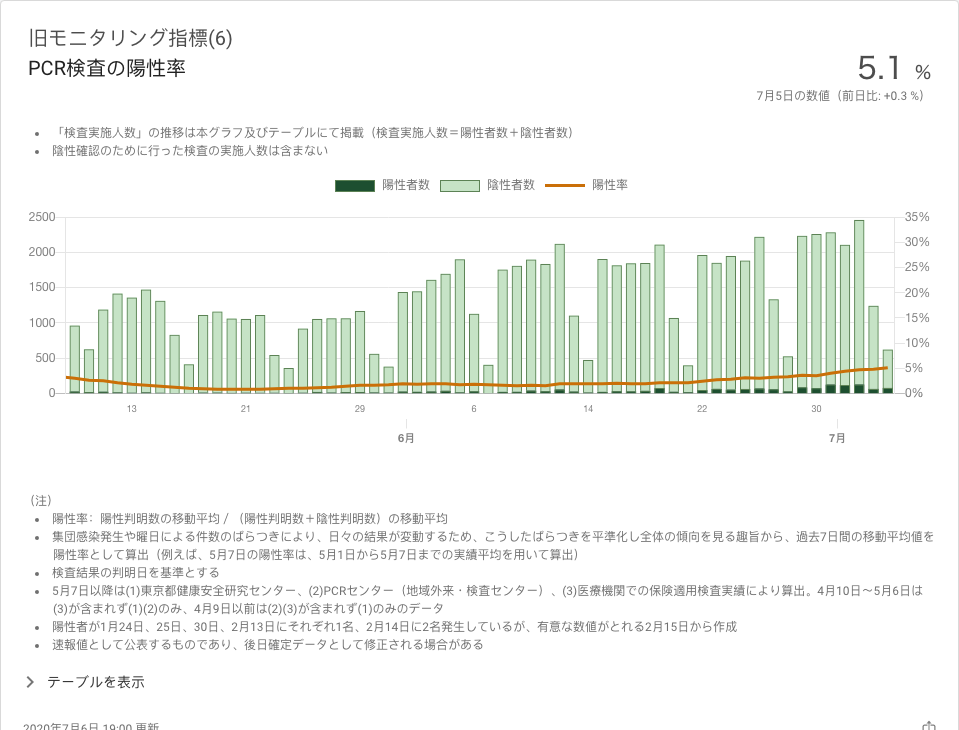 旧モニタリング指標(6)
PCR検査の陽性率
5.1 %
7月5日の数値（前日比: +0.3 %）
• 「検査実施人数」の推移は本グラフ及びテーブルにて掲載（検査実施人数＝陽性者数＋陰性者数）
• 陰性確認のために行った検査の実施人数は含まない
陽性者数 陰性者数 陽性率
2500 35%
30%
2000
25%
1500 20%
15%
1000
10%
500
5%
0 0%
13 21 29 6 14 22 30
6月 7月
（注）
• 陽性率：陽性判明数の移動平均 / （陽性判明数＋陰性判明数）の移動平均
• 集団感染発生や曜日による件数のばらつきにより、日々の結果が変動するため、こうしたばらつきを平準化し全体の傾向を見る趣旨から、過去7日間の移動平均値を
陽性率として算出（例えば、5月7日の陽性率は、5月1日から5月7日までの実績平均を用いて算出）
• 検査結果の判明日を基準とする
• 5月7日以降は(1)東京都健康安全研究センター、(2)PCRセンター（地域外来・検査センター）、(3)医療機関での保険適用検査実績により算出。4月10日～5月6日は
(3)が含まれず(1)(2)のみ、4月9日以前は(2)(3)が含まれず(1)のみのデータ
• 陽性者が1月24日、25日、30日、2月13日にそれぞれ1名、2月14日に2名発生しているが、有意な数値がとれる2月15日から作成
• 速報値として公表するものであり、後日確定データとして修正される場合がある
テーブルを表示
2020年7月6日 19:00 更新